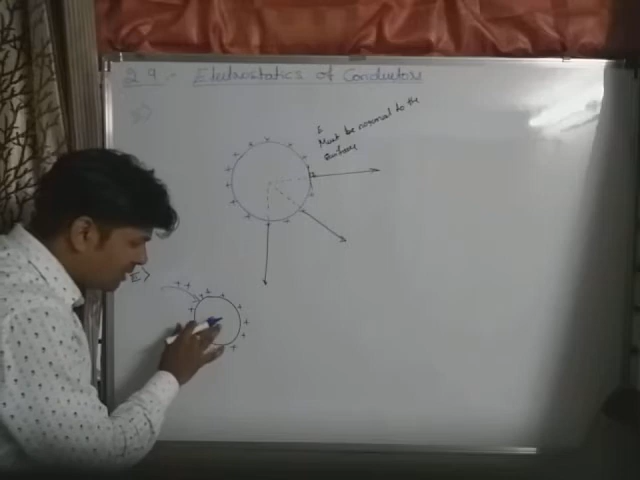 2.9 :- Electrostatics of Conductors
E
Must be normal to the
surface